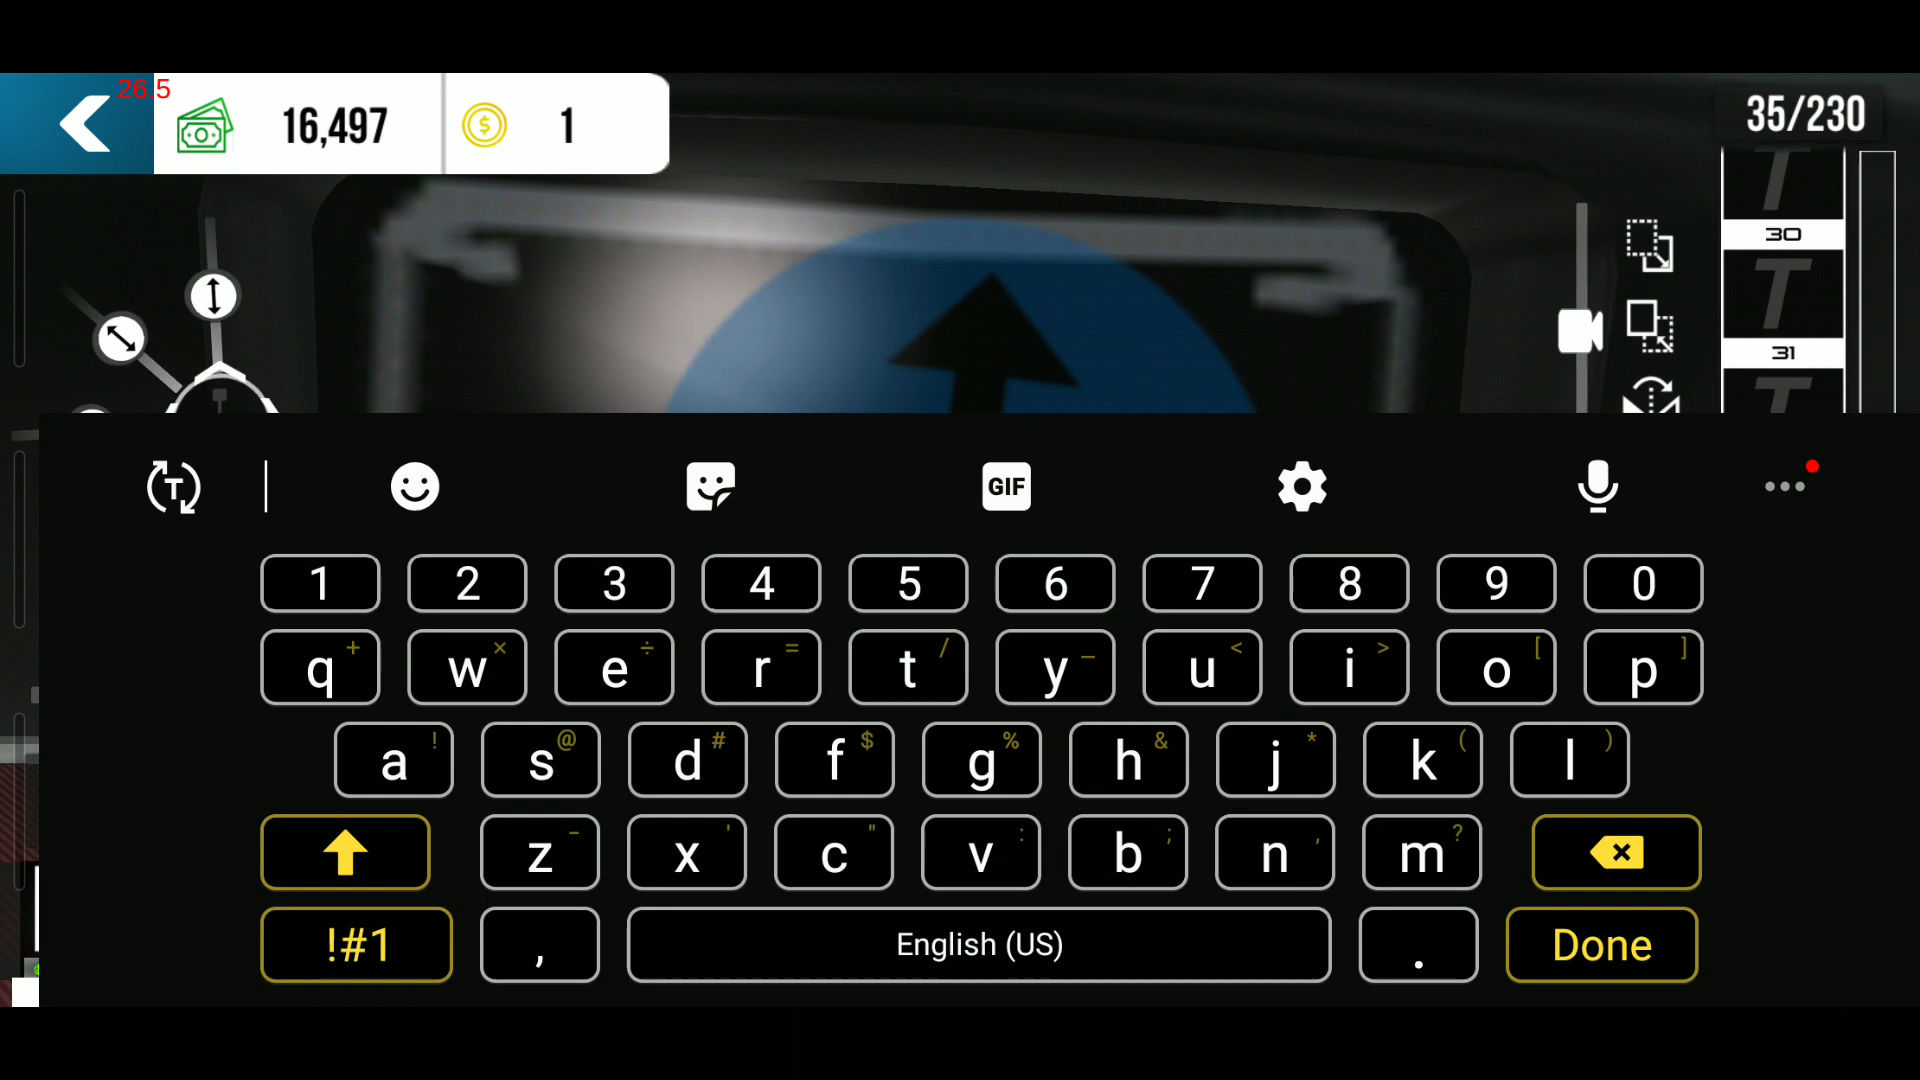 26.5
16,497
1
35/230
T
30
T
31
T
T
GIF
1 2 3 4 5 6 7 8 9 0
q + w × e ÷ r = t / y _ u < i > o [ p ]
a ! s @ d # f $ g % h & j * k ( l )
z - x ' c " v : b ; n , m ?
!#1 , English (US) . Done